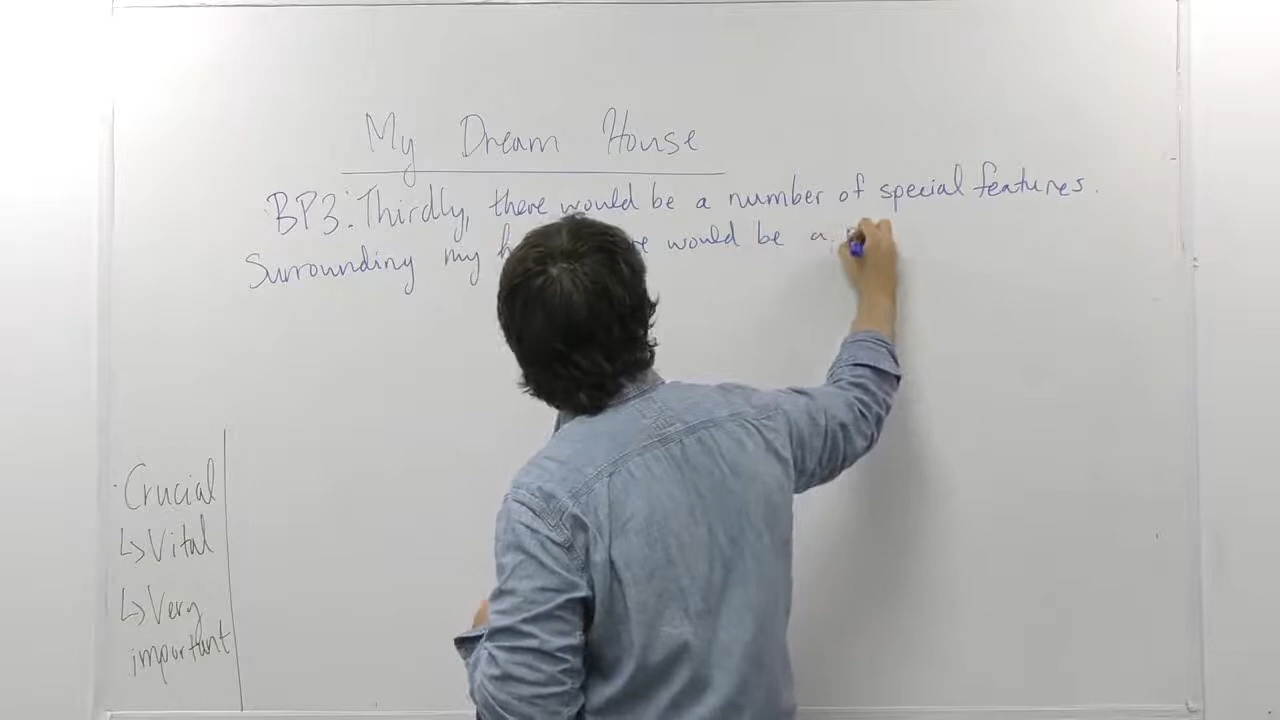 My Dream House
BP3: Thirdly, there would be a number of special features.
Surrounding my would be a
Crucial
↳ Vital
↳ Very
important